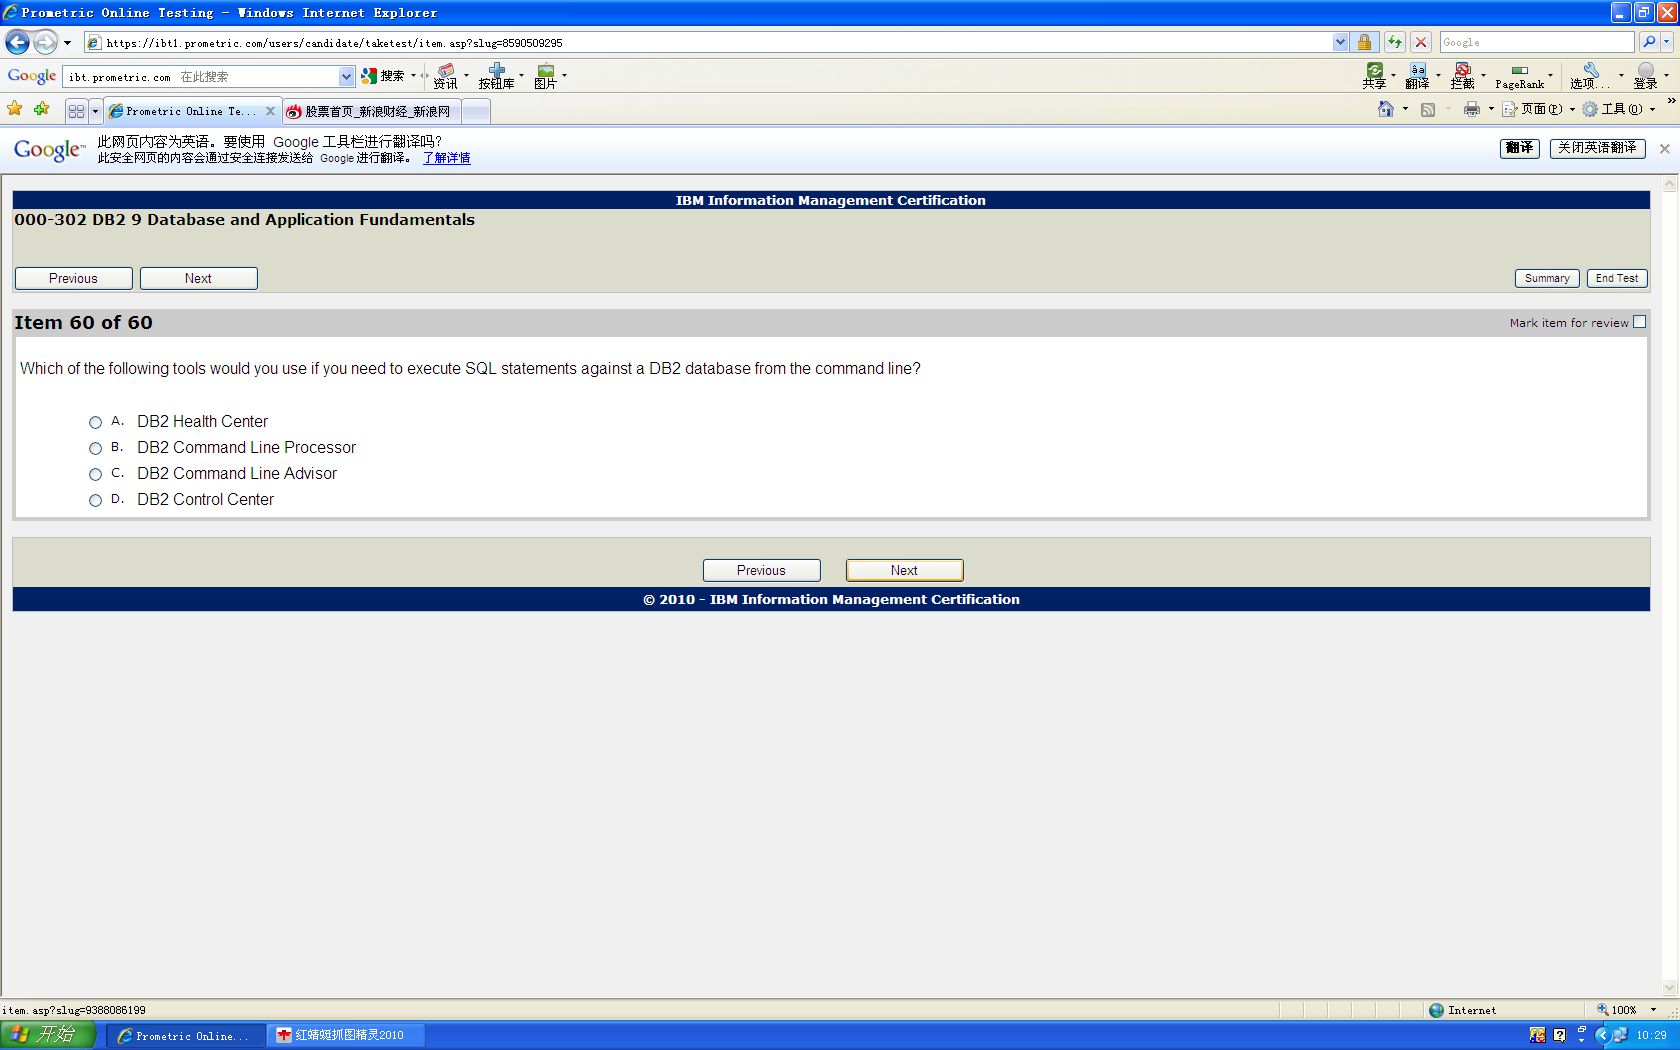 Prometric Online Testing - Windows Internet Explorer
https://ibt1.prometric.com/users/candidate/taketest/item.asp?slug=8590509295
Google
Google
ibt.prometric.com 在此搜索
搜索
资讯
按钮库
图片
共享
翻译
拦截
PageRank
选项...
登录
Prometric Online Te...
股票首页_新浪财经_新浪网
页面(P)
工具(O)
Google™
此网页内容为英语。要使用 Google 工具栏进行翻译吗?
此安全网页的内容会通过安全连接发送给 Google 进行翻译。 了解详情
翻译
关闭英语翻译
IBM Information Management Certification
000-302 DB2 9 Database and Application Fundamentals
Previous
Next
Summary
End Test
Item 60 of 60
Mark item for review
Which of the following tools would you use if you need to execute SQL statements against a DB2 database from the command line?
A. DB2 Health Center
B. DB2 Command Line Processor
C. DB2 Command Line Advisor
D. DB2 Control Center
Previous
Next
© 2010 - IBM Information Management Certification
item.asp?slug=9388086199
Internet
100%
开始
Prometric Online...
红蜻蜓抓图精灵2010
10:29